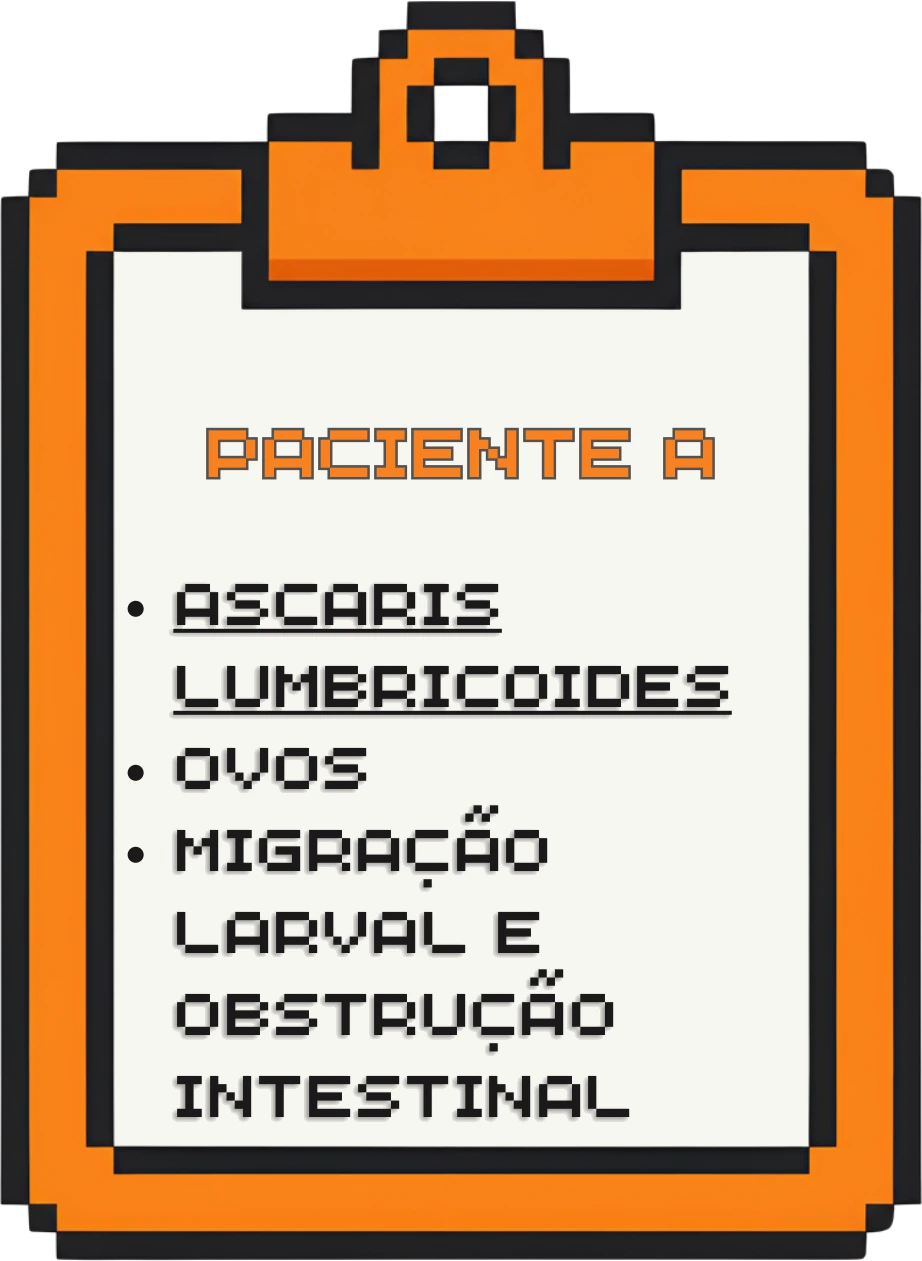 PACIENTE A
• ASCARIS
LUMBRICOIDES
• OVOS
• MIGRAÇÃO
LARVAL E
OBSTRUÇÃO
INTESTINAL